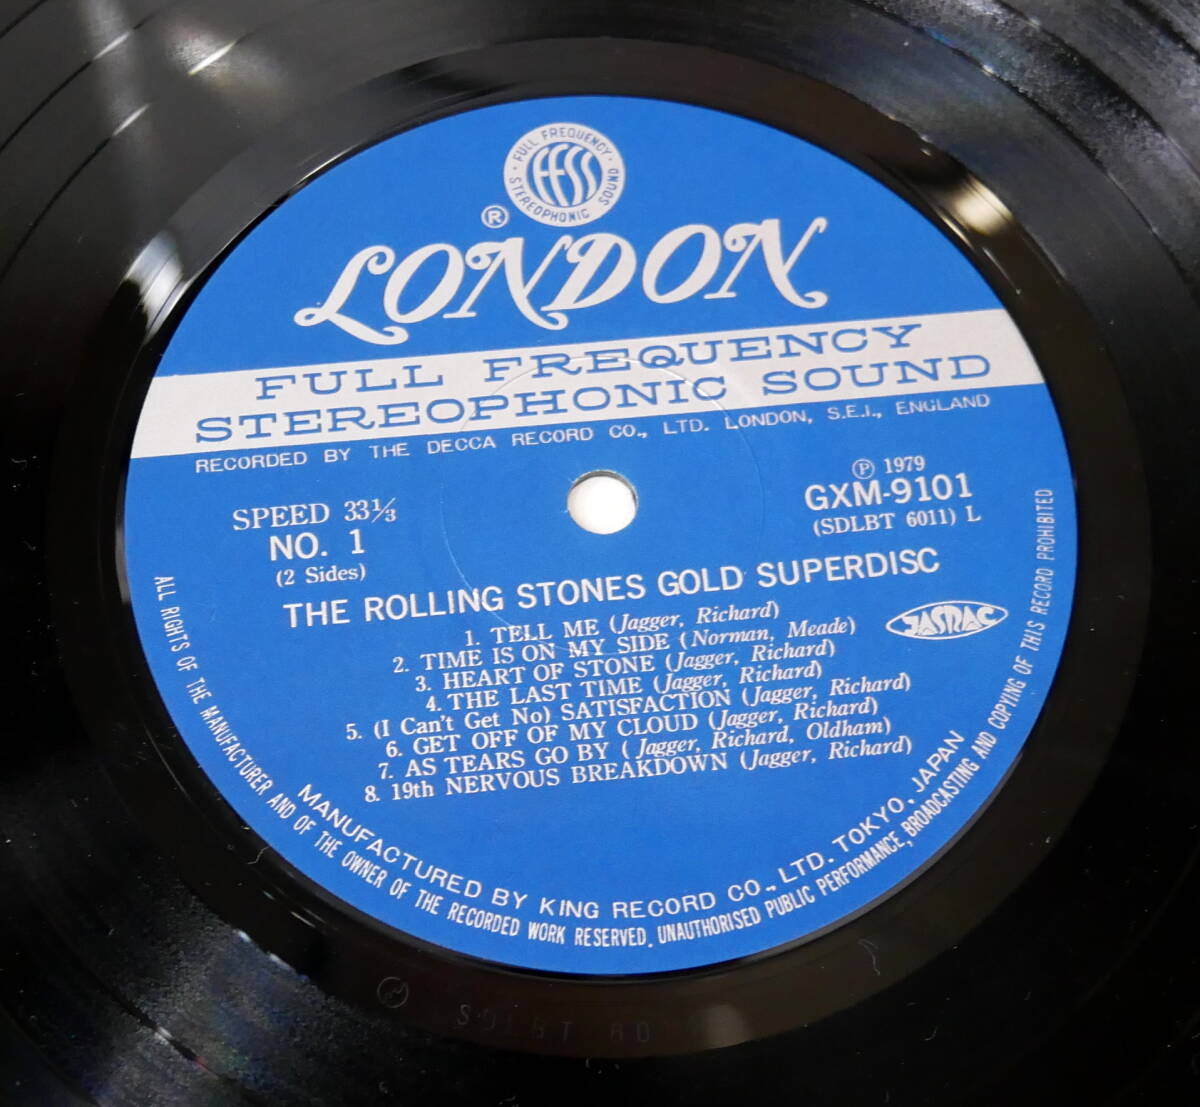 FULL FREQUENCY
FFSS
STEREOPHONIC SOUND
®
LONDON
FULL FREQUENCY
STEREOPHONIC SOUND
RECORDED BY THE DECCA RECORD CO., LTD. LONDON, S.E.I., ENGLAND
SPEED 33⅓
NO. 1
(2 Sides)
Ⓟ 1979
GXM-9101
(SDLBT 6011) L
THE ROLLING STONES GOLD SUPERDISC
1. TELL ME (Jagger, Richard)
2. TIME IS ON MY SIDE (Norman, Meade)
3. HEART OF STONE (Jagger, Richard)
4. THE LAST TIME (Jagger, Richard)
5. (I Can't Get No) SATISFACTION (Jagger, Richard)
6. GET OFF OF MY CLOUD (Jagger, Richard)
7. AS TEARS GO BY ( Jagger, Richard, Oldham)
8. 19th NERVOUS BREAKDOWN (Jagger, Richard)
JASRAC
MANUFACTURED BY KING RECORD CO., LTD. TOKYO, JAPAN
ALL RIGHTS OF THE MANUFACTURER AND OF THE OWNER OF THE RECORDED WORK RESERVED. UNAUTHORISED PUBLIC PERFORMANCE, BROADCASTING AND COPYING OF THIS RECORD PROHIBITED
SDLBT 60